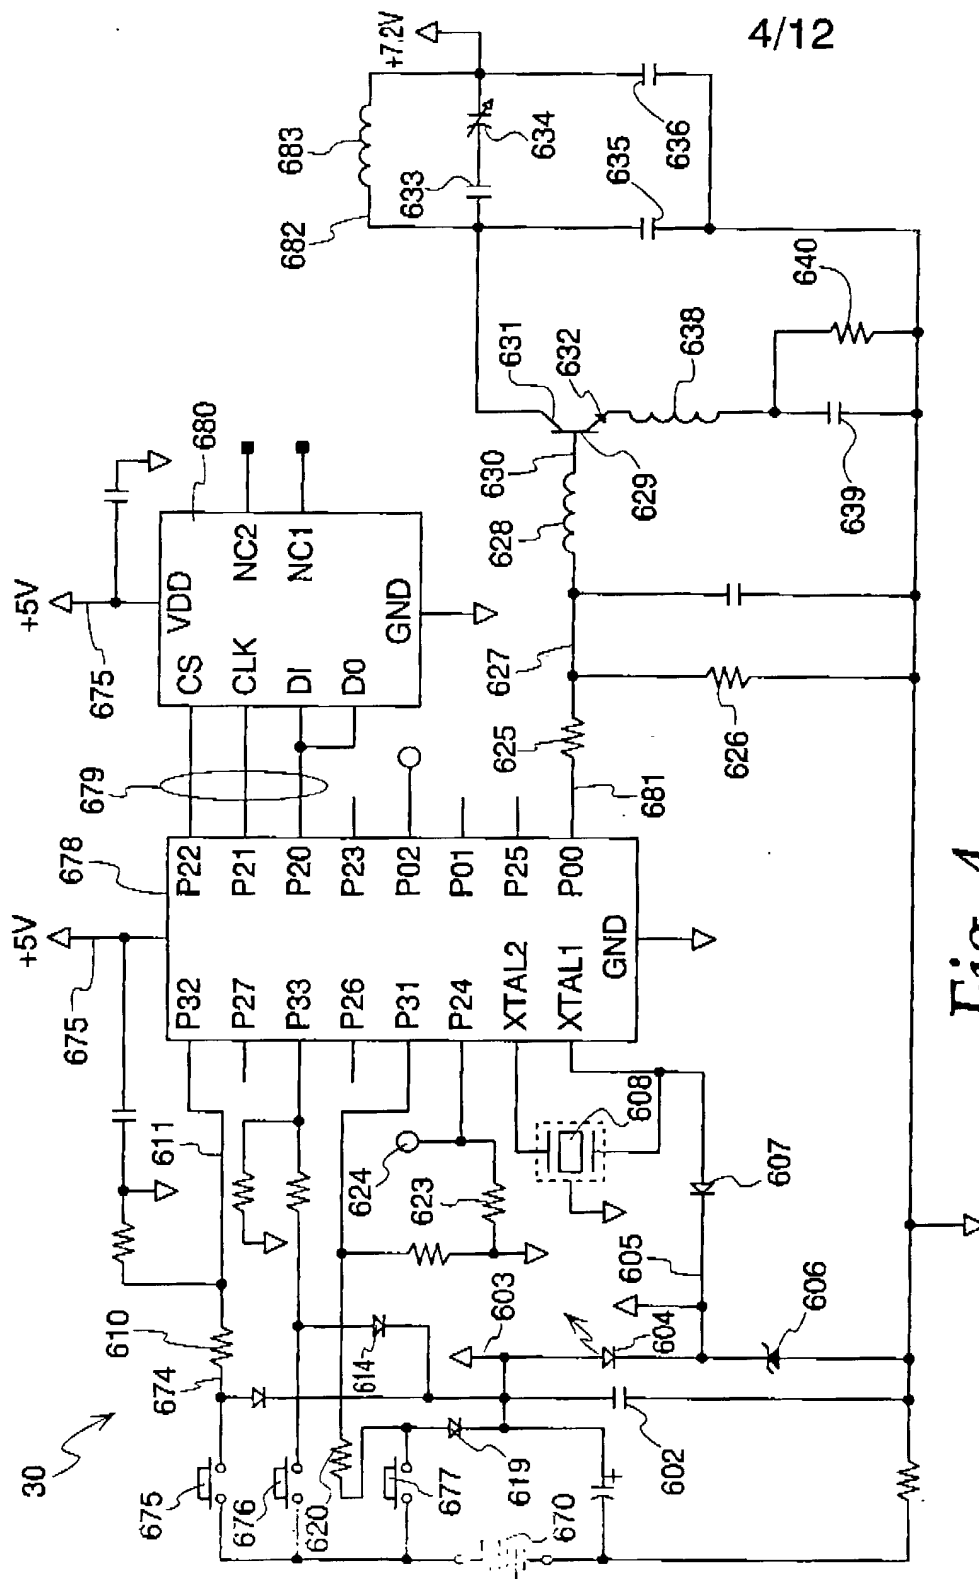 4/12
30
675
674
610
611
675
+5V
678
679
675
+5V
680
682
683
+7.2V
676
614
620
677
619
670
602
603
604
605
606
607
608
623
624
P32
P27
P33
P26
P31
P24
XTAL2
XTAL1
GND
P22
P21
P20
P23
P02
P01
P25
P00
CS
CLK
DI
D0
VDD
NC2
NC1
GND
681
625
626
627
628
630
629
631
632
638
639
640
633
634
635
636
Fig. 4